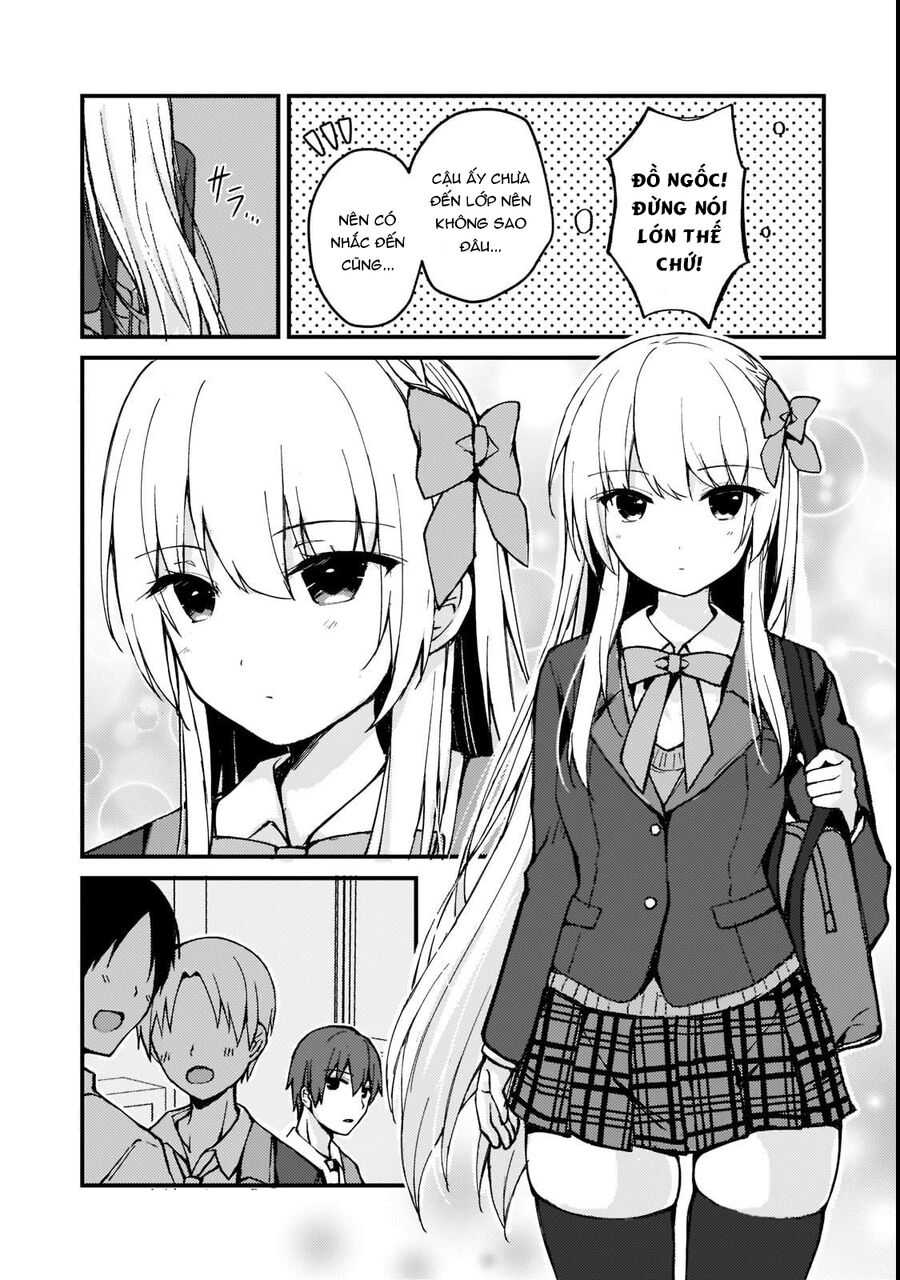 ĐỒ NGỐC!
ĐỪNG NÓI
LỚN THẾ
CHỨ!
CẬU ẤY CHƯA
ĐẾN LỚP NÊN
KHÔNG SAO
ĐÂU...
NÊN CÓ
NHẮC ĐẾN
CŨNG...
サラ...